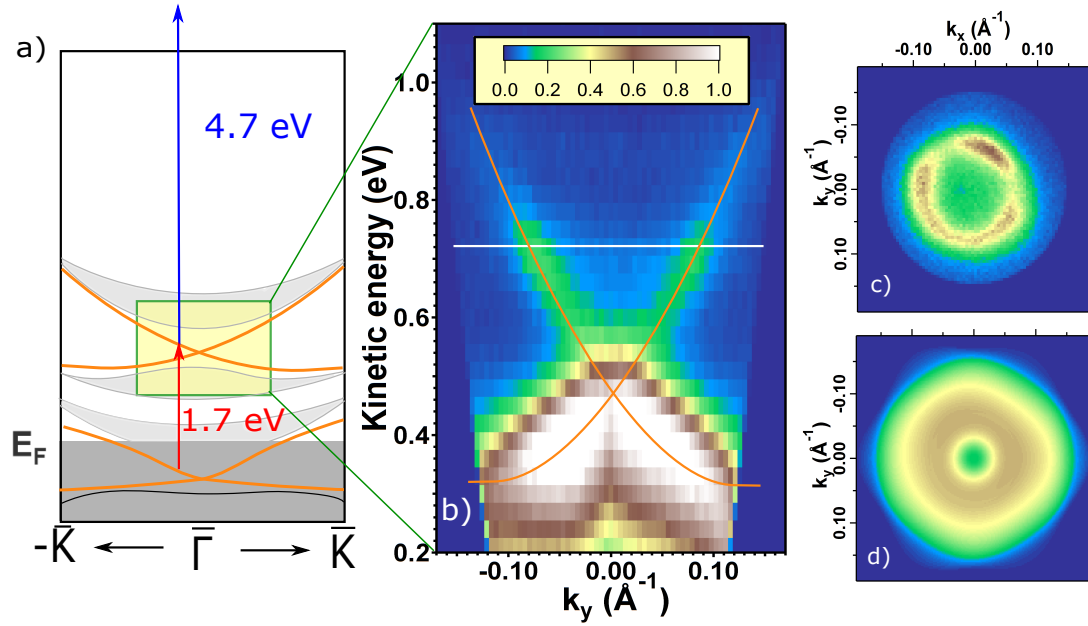 a)
4.7 eV
1.7 eV
E_F
-K̅ Γ̅ K̅
Kinetic energy (eV)
1.0
0.8
0.6
0.4
0.2
0.0 0.2 0.4 0.6 0.8 1.0
b)
-0.10 0.00 0.10
k_y (Å⁻¹)
k_x (Å⁻¹)
-0.10 0.00 0.10
k_y (Å⁻¹)
-0.10
0.00
0.10
c)
k_y (Å⁻¹)
-0.10
0.00
0.10
d)